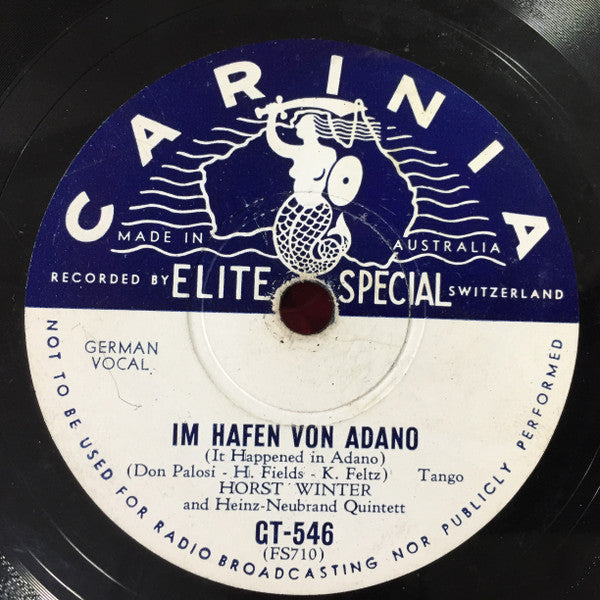 CARINIA
MADE IN AUSTRALIA
RECORDED BY ELITE SPECIAL SWITZERLAND
GERMAN
VOCAL
IM HAFEN VON ADANO
(It Happened in Adano)
(Don Palosi - H. Fields - K. Feltz) Tango
HORST WINTER
and Heinz-Neubrand Quintett
GT-546
(FS710)
NOT TO BE USED FOR RADIO BROADCASTING NOR PUBLICLY PERFORMED